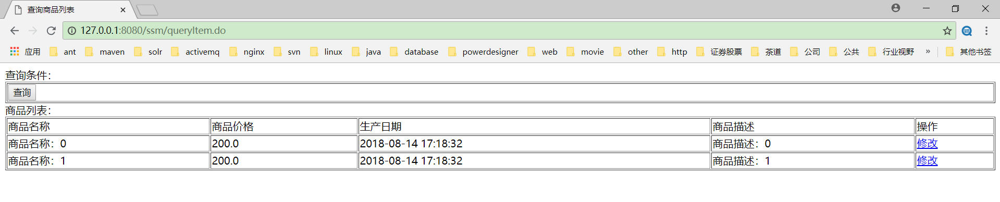 查询商品列表
127.0.0.1:8080/ssm/queryItem.do
应用 ant maven solr activemq nginx svn linux java database powerdesigner web movie other http 证券股票 茶道 公司 公共 行业视野 » 其他书签
查询条件：
查询
商品列表：
商品名称 商品价格 生产日期 商品描述 操作
商品名称：0 200.0 2018-08-14 17:18:32 商品描述：0 修改
商品名称：1 200.0 2018-08-14 17:18:32 商品描述：1 修改